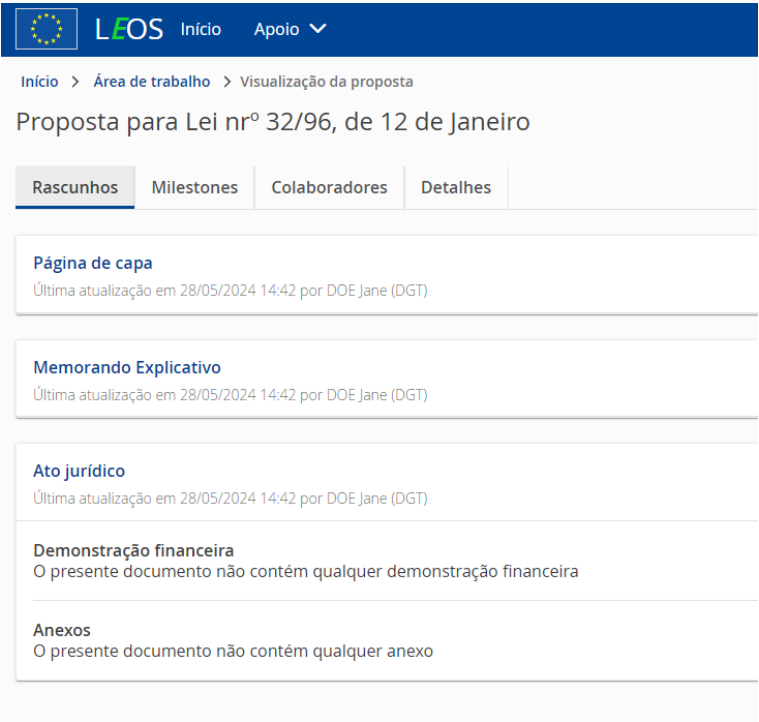 LEOS Início Apoio
Início > Área de trabalho > Visualização da proposta
Proposta para Lei nrº 32/96, de 12 de Janeiro
Rascunhos Milestones Colaboradores Detalhes
Página de capa
Última atualização em 28/05/2024 14:42 por DOE Jane (DGT)
Memorando Explicativo
Última atualização em 28/05/2024 14:42 por DOE Jane (DGT)
Ato jurídico
Última atualização em 28/05/2024 14:42 por DOE Jane (DGT)
Demonstração financeira
O presente documento não contém qualquer demonstração financeira
Anexos
O presente documento não contém qualquer anexo